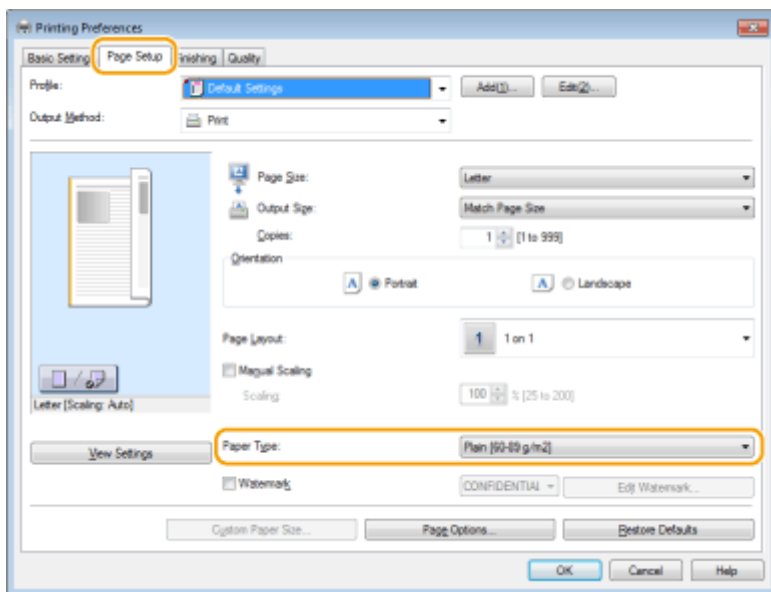 Printing Preferences
Basic Setting Page Setup Finishing Quality
Profile: Default Settings Add(1)... Edit(2)...
Output Method: Print
Page Size: Letter
Output Size: Match Page Size
Copies: 1 [1 to 999]
Orientation
A Portrait A Landscape
Page Layout: 1 1 on 1
Manual Scaling
Scaling: 100 % [25 to 200]
Letter [Scaling: Auto]
View Settings Paper Type: Plain [60-89 g/m2]
Watermark CONFIDENTIAL Edit Watermark...
Custom Paper Size... Page Options... Restore Defaults
OK Cancel Help